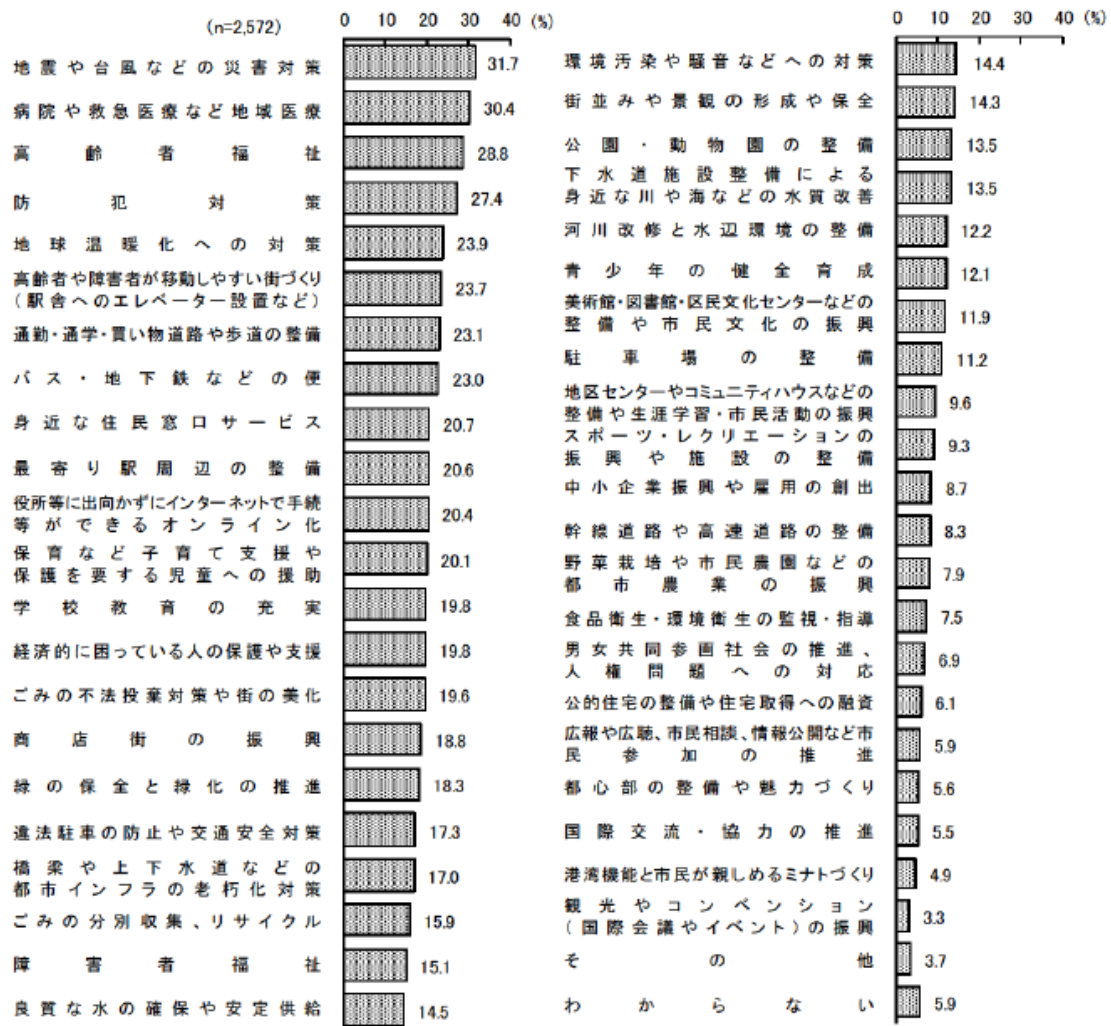 (n=2,572)
0 10 20 30 40 (%)
地震や台風などの災害対策 31.7
病院や救急医療など地域医療 30.4
高齢者福祉 28.8
防犯対策 27.4
地球温暖化への対策 23.9
高齢者や障害者が移動しやすい街づくり
(駅舎へのエレベーター設置など) 23.7
通勤・通学・買い物道路や歩道の整備 23.1
バス・地下鉄などの便 23.0
身近な住民窓口サービス 20.7
最寄り駅周辺の整備 20.6
役所等に出向かずにインターネットで手続
等ができるオンライン化 20.4
保育など子育て支援や
保護を要する児童への援助 20.1
学校教育の充実 19.8
経済的に困っている人の保護や支援 19.8
ごみの不法投棄対策や街の美化 19.6
商店街の振興 18.8
緑の保全と緑化の推進 18.3
違法駐車の防止や交通安全対策 17.3
橋梁や上下水道などの
都市インフラの老朽化対策 17.0
ごみの分別収集、リサイクル 15.9
障害者福祉 15.1
良質な水の確保や安定供給 14.5
0 10 20 30 40 (%)
環境汚染や騒音などへの対策 14.4
街並みや景観の形成や保全 14.3
公園・動物園の整備 13.5
下水道施設整備による
身近な川や海などの水質改善 13.5
河川改修と水辺環境の整備 12.2
青少年の健全育成 12.1
美術館・図書館・区民文化センターなどの
整備や市民文化の振興 11.9
駐車場の整備 11.2
地区センターやコミュニティハウスなどの
整備や生涯学習・市民活動の振興 9.6
スポーツ・レクリエーションの
振興や施設の整備 9.3
中小企業振興や雇用の創出 8.7
幹線道路や高速道路の整備 8.3
野菜栽培や市民農園などの
都市農業の振興 7.9
食品衛生・環境衛生の監視・指導 7.5
男女共同参画社会の推進、
人権問題への対応 6.9
公的住宅の整備や住宅取得への融資 6.1
広報や広聴、市民相談、情報公開など市
民参加の推進 5.9
都心部の整備や魅力づくり 5.6
国際交流・協力の推進 5.5
港湾機能と市民が親しめるミナトづくり 4.9
観光やコンベンション
(国際会議やイベント)の振興 3.3
その他 3.7
わからない 5.9